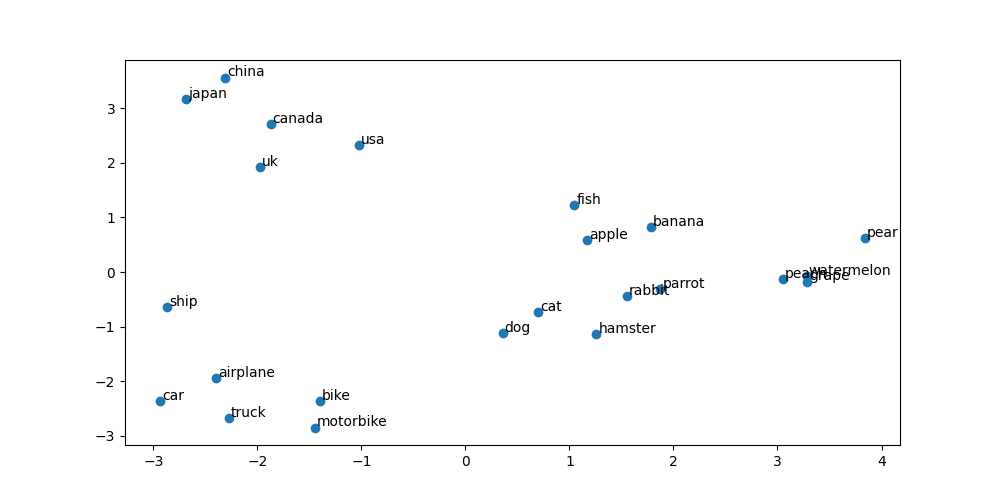 china
japan
3
canada
usa
2
uk
fish
1
banana
apple
pear
0
watermelon
peach
grape
parrot
rabbit
ship
cat
-1
dog
hamster
airplane
−2
car
bike
truck
motorbike
−3
−3 −2 −1 0 1 2 3 4